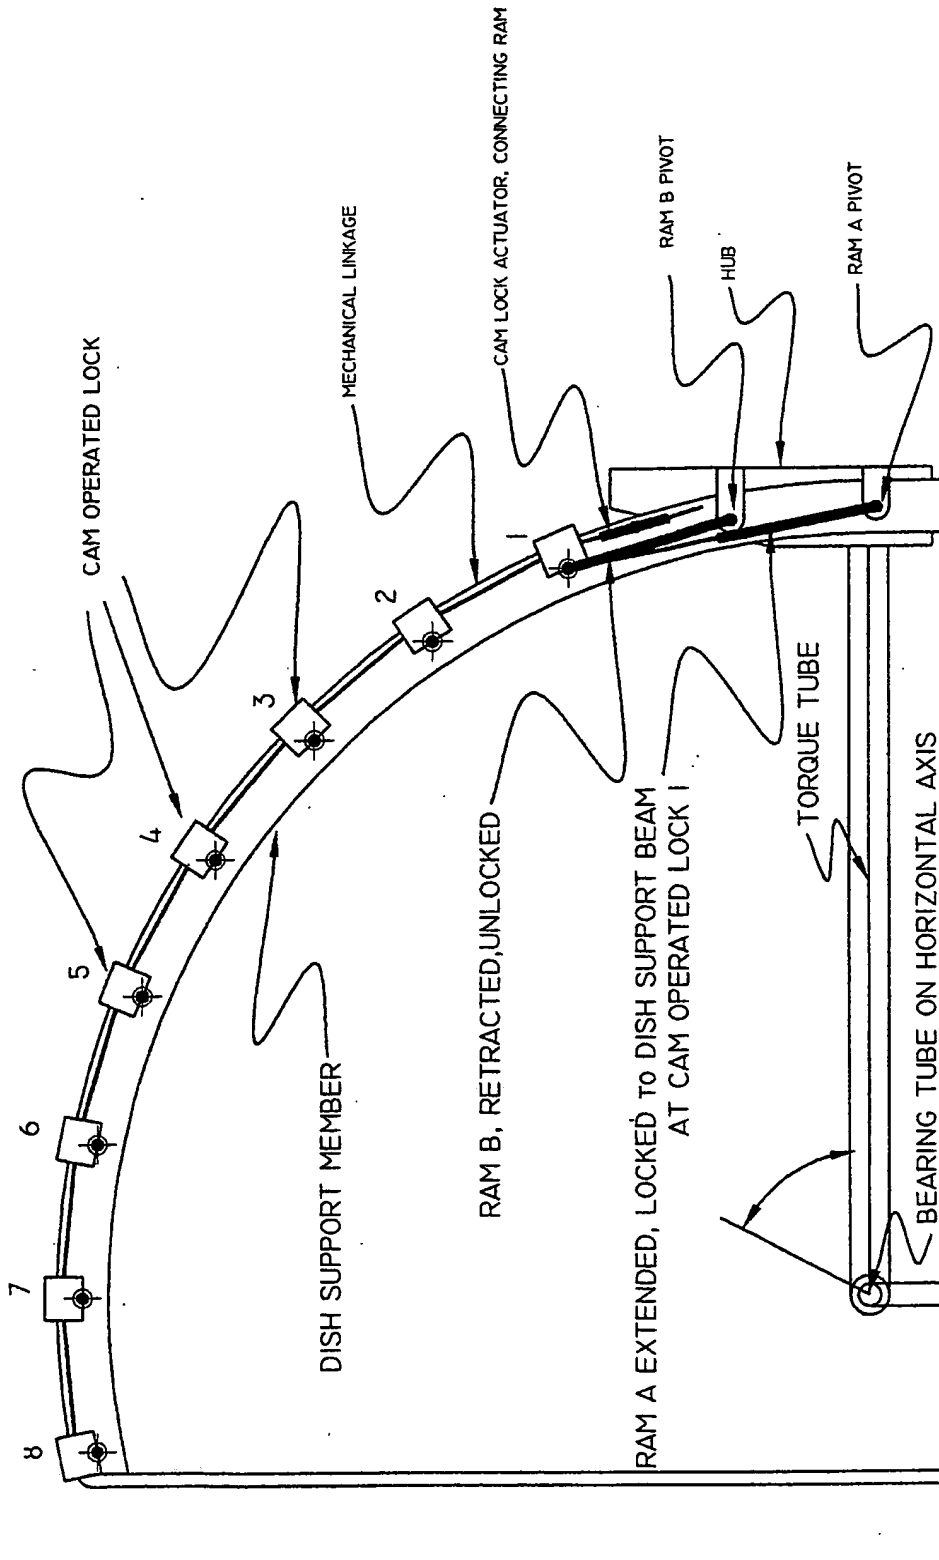 CAM OPERATED LOCK
MECHANICAL LINKAGE
CAM LOCK ACTUATOR, CONNECTING RAM
RAM B PIVOT
HUB
RAM A PIVOT
1
2
3
4
5
6
7
8
DISH SUPPORT MEMBER
RAM B, RETRACTED,UNLOCKED
RAM A EXTENDED, LOCKED TO DISH SUPPORT BEAM
AT CAM OPERATED LOCK I
TORQUE TUBE
BEARING TUBE ON HORIZONTAL AXIS